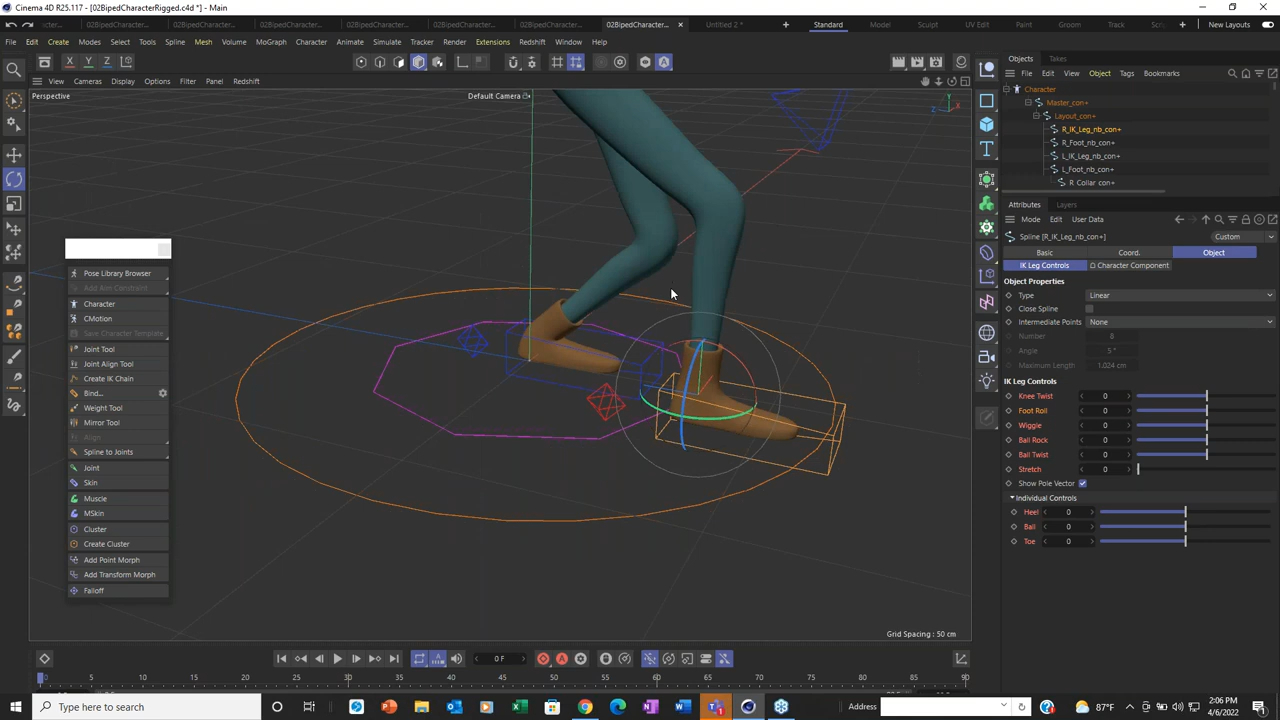 Cinema 4D R25.117 - [02BipedCharacterRigged.c4d *] - Main
02BipedCharacter...
02BipedCharacter...
02BipedCharacter...
02BipedCharacter...
02BipedCharacter...
02BipedCharacter...
Untitled 2 *
Standard
Model
Sculpt
UV Edit
Paint
Groom
Track
New Layouts
File
Edit
Create
Modes
Select
Tools
Spline
Mesh
Volume
MoGraph
Character
Animate
Simulate
Tracker
Render
Extensions
Redshift
Window
Help
X
Y
Z
View
Cameras
Display
Options
Filter
Panel
Redshift
Perspective
Default Camera
Pose Library Browser
Add Aim Constraint
Character
CMotion
Save Character Template
Joint Tool
Joint Align Tool
Create IK Chain
Bind...
Weight Tool
Mirror Tool
Align
Spline to Joints
Joint
Skin
Muscle
MSkin
Cluster
Create Cluster
Add Point Morph
Add Transform Morph
Falloff
Grid Spacing : 50 cm
Objects
Takes
File
Edit
View
Object
Tags
Bookmarks
Character
Master_con+
Layout_con+
R_IK_Leg_nb_con+
R_Foot_nb_con+
L_IK_Leg_nb_con+
L_Foot_nb_con+
R Collar con+
Attributes
Layers
Mode
Edit
User Data
Spline [R_IK_Leg_nb_con+]
Custom
Basic
Coord.
Object
IK Leg Controls
Character Component
Object Properties
Type Linear
Close Spline
Intermediate Points None
Number 8
Angle 5 °
Maximum Length 1.024 cm
IK Leg Controls
Knee Twist 0
Foot Roll 0
Wiggle 0
Ball Rock 0
Ball Twist 0
Stretch 0
Show Pole Vector
Individual Controls
Heel 0
Ball 0
Toe 0
0 F
0
30
60
65
70
75
80
85
90
Type here to search
Address
87°F
2:06 PM
4/6/2022